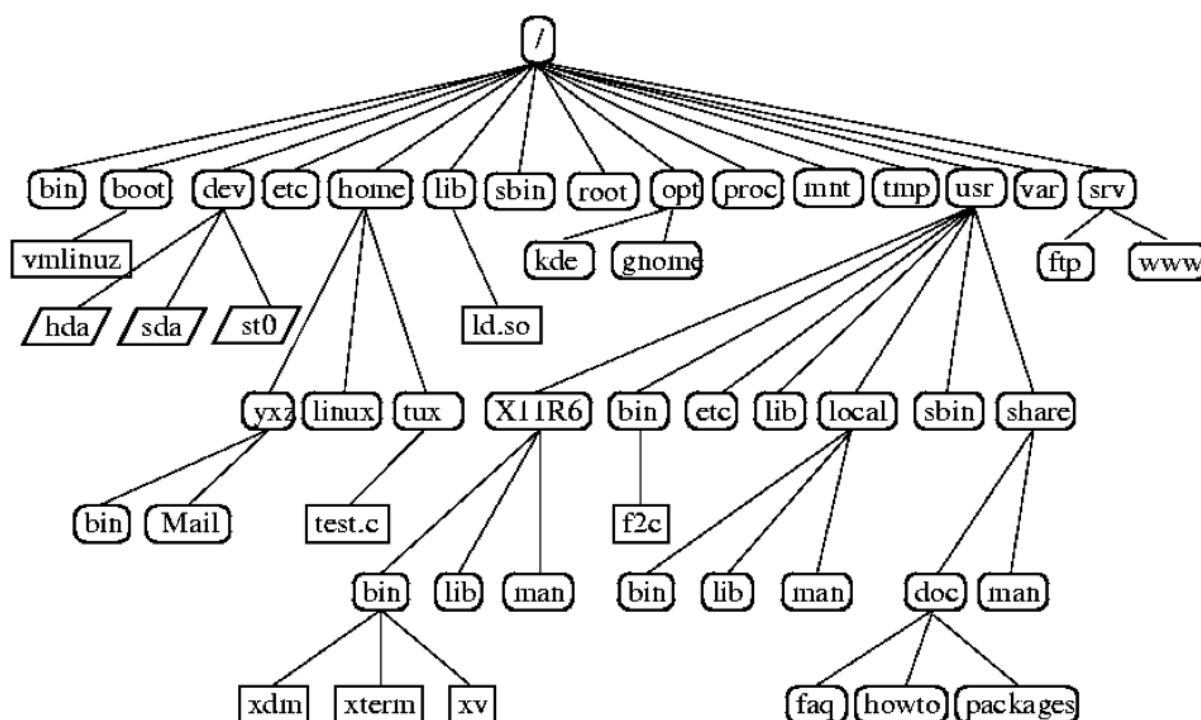 /
bin boot dev etc home lib sbin root opt proc mnt tmp usr var srv
vmlinuz kde gnome ftp www
hda sda st0 ld.so
yxz linux tux X11R6 bin etc lib local sbin share
bin Mail test.c f2c
bin lib man bin lib man doc man
xdm xterm xv faq howto packages